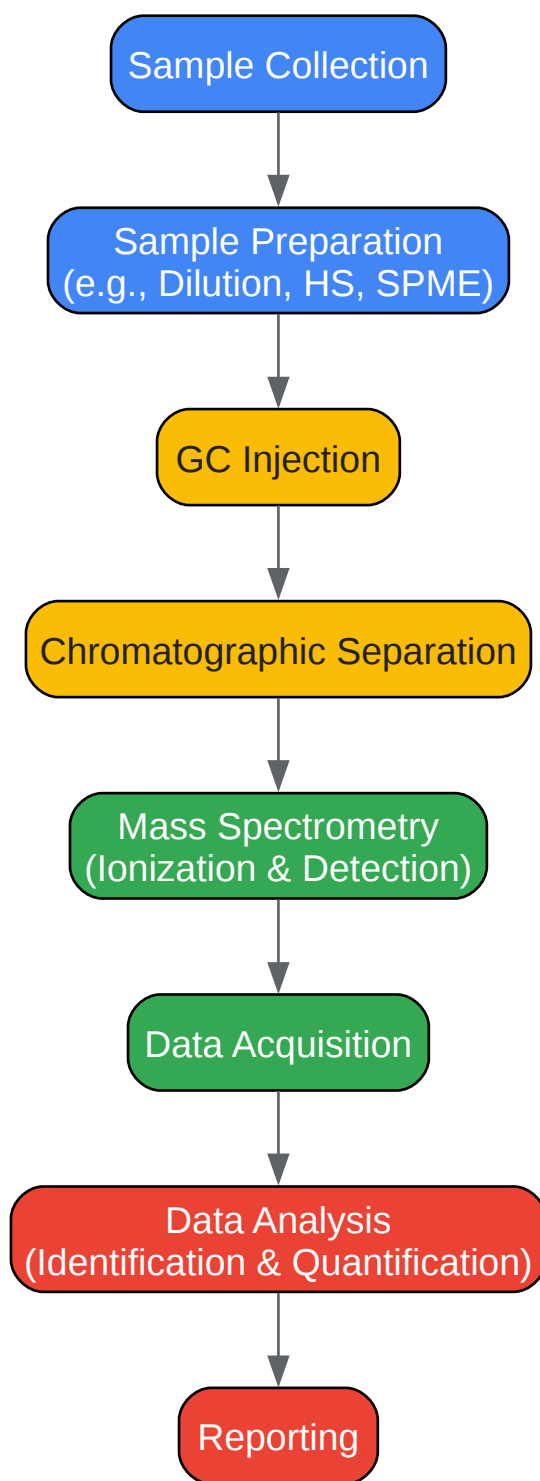 Sample Collection
Sample Preparation
(e.g., Dilution, HS, SPME)
GC Injection
Chromatographic Separation
Mass Spectrometry
(Ionization & Detection)
Data Acquisition
Data Analysis
(Identification & Quantification)
Reporting